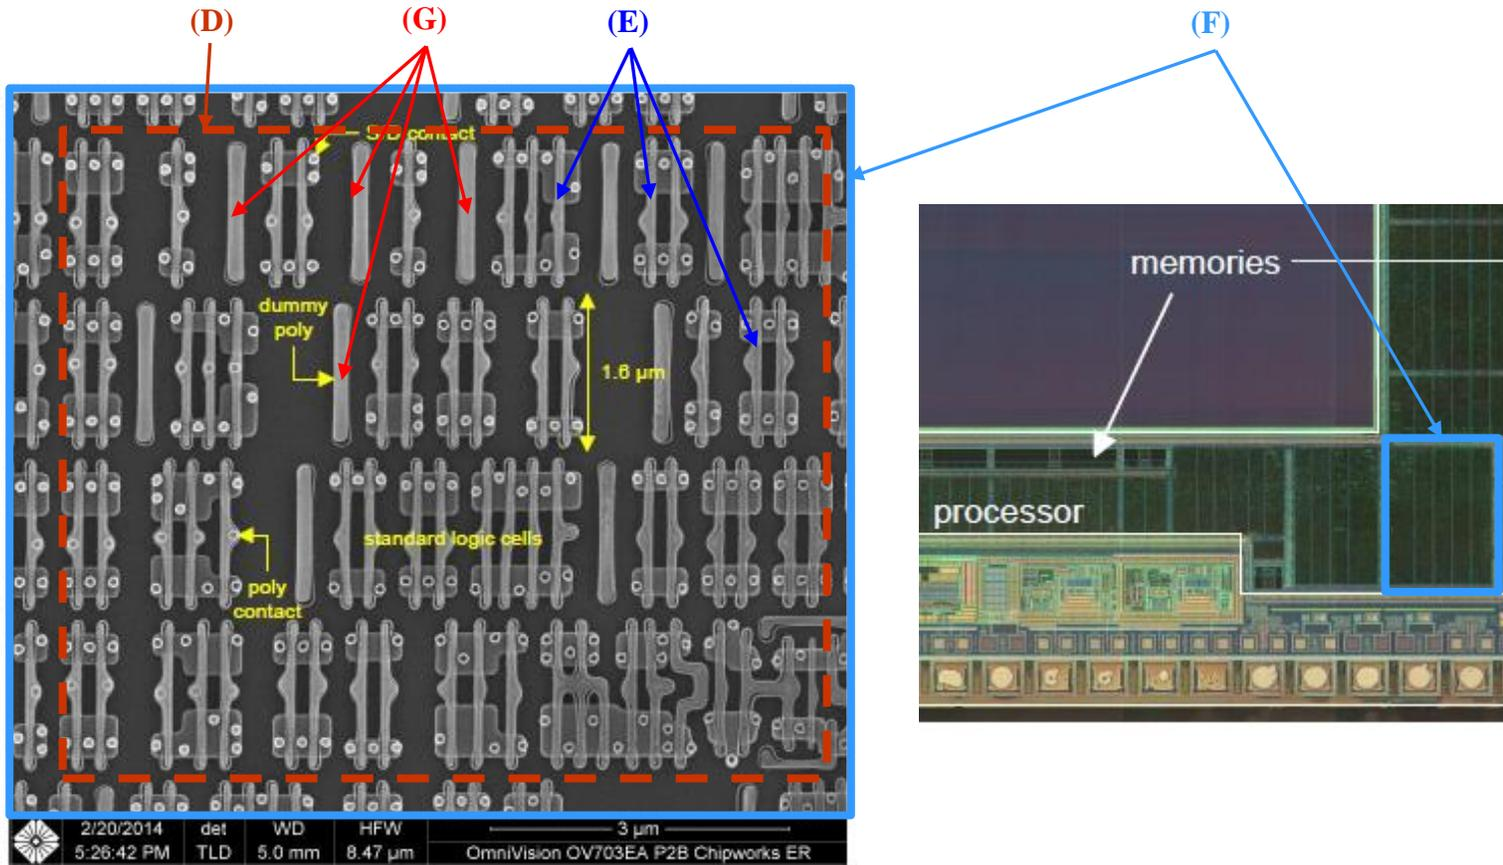 (D)
(G)
(E)
(F)
S/D contact
dummy
poly
1.6 µm
standard logic cells
poly
contact
memories
processor
2/20/2014
5:26:42 PM
det
TLD
WD
5.0 mm
HFW
8.47 µm
3 µm
OmniVision OV703EA P2B Chipworks ER